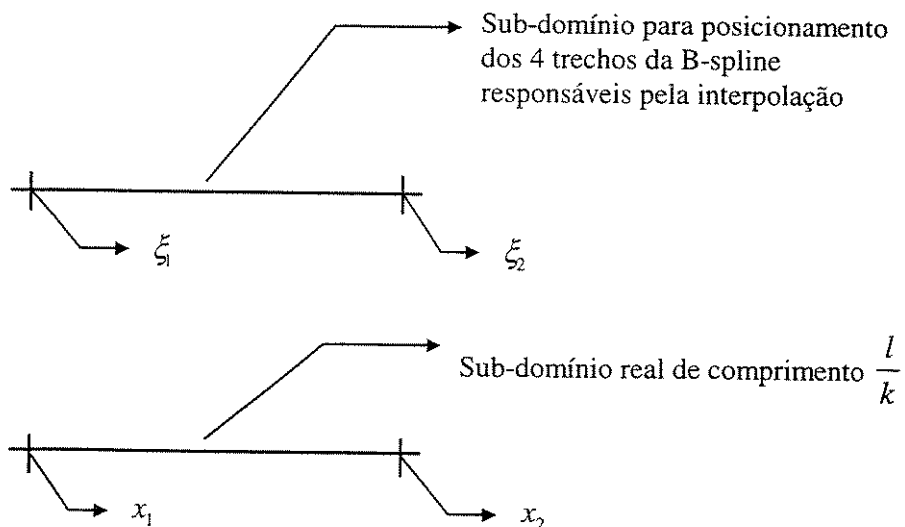 Sub-domínio para posicionamento
dos 4 trechos da B-spline
responsáveis pela interpolação
ξ₁
ξ₂
Sub-domínio real de comprimento l/k
x₁
x₂